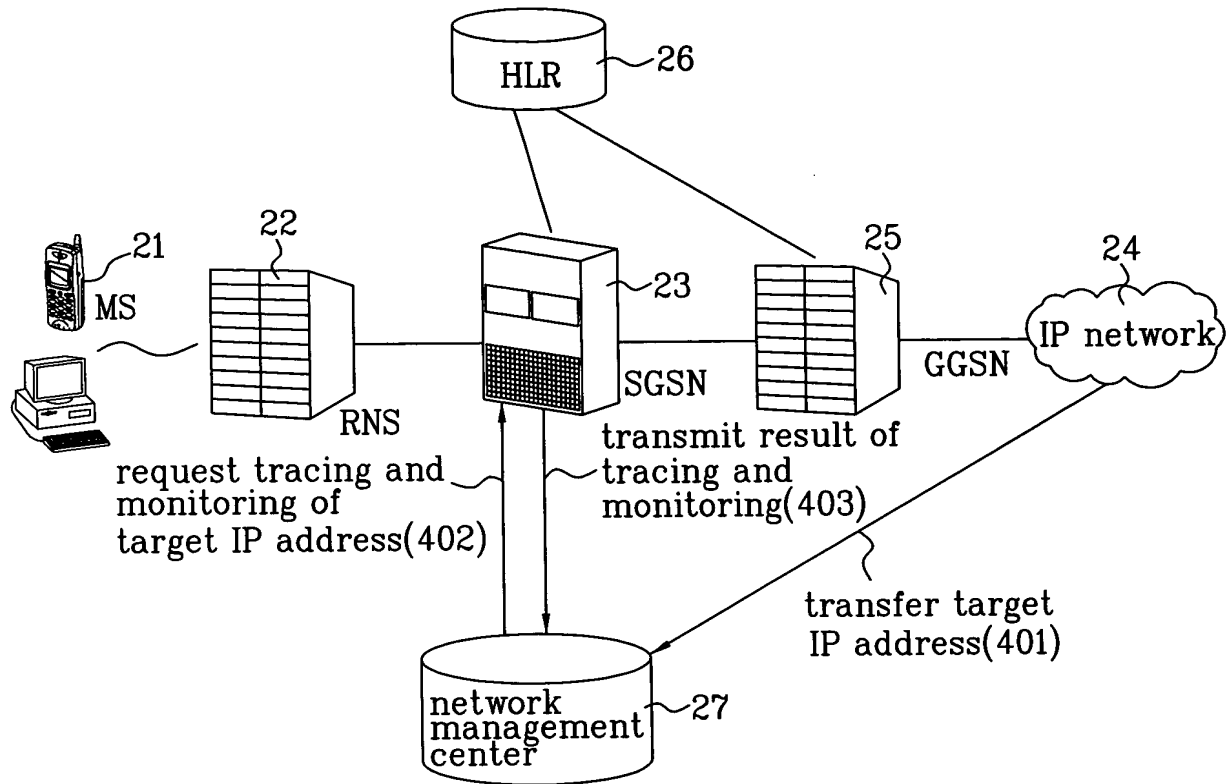 26
HLR
21
MS
22
RNS
23
SGSN
25
GGSN
24
IP network
request tracing and
monitoring of
target IP address(402)
transmit result of
tracing and
monitoring(403)
transfer target
IP address(401)
network
management
center
27